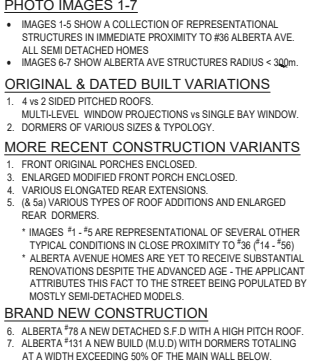 PHOTO IMAGES 1-7
• IMAGES 1-5 SHOW A COLLECTION OF REPRESENTATIONAL
STRUCTURES IN IMMEDIATE PROXIMITY TO #36 ALBERTA AVE.
ALL SEMI DETACHED HOMES
• IMAGES 6-7 SHOW ALBERTA AVE STRUCTURES RADIUS < 300m.
ORIGINAL & DATED BUILT VARIATIONS
1. 4 vs 2 SIDED PITCHED ROOFS.
MULTI-LEVEL WINDOW PROJECTIONS vs SINGLE BAY WINDOW.
2. DORMERS OF VARIOUS SIZES & TYPOLOGY.
MORE RECENT CONSTRUCTION VARIANTS
1. FRONT ORIGINAL PORCHES ENCLOSED.
3. ENLARGED MODIFIED FRONT PORCH ENCLOSED.
4. VARIOUS ELONGATED REAR EXTENSIONS.
5. (& 5a) VARIOUS TYPES OF ROOF ADDITIONS AND ENLARGED
REAR DORMERS.
* IMAGES #1 - #5 ARE REPRESENTATIONAL OF SEVERAL OTHER
TYPICAL CONDITIONS IN CLOSE PROXIMITY TO #36 (#14 - #56)
* ALBERTA AVENUE HOMES ARE YET TO RECEIVE SUBSTANTIAL
RENOVATIONS DESPITE THE ADVANCED AGE - THE APPLICANT
ATTRIBUTES THIS FACT TO THE STREET BEING POPULATED BY
MOSTLY SEMI-DETACHED MODELS.
BRAND NEW CONSTRUCTION
6. ALBERTA #78 A NEW DETACHED S.F.D WITH A HIGH PITCH ROOF.
7. ALBERTA #131 A NEW BUILD (M.U.D) WITH DORMERS TOTALING
AT A WIDTH EXCEEDING 50% OF THE MAIN WALL BELOW.